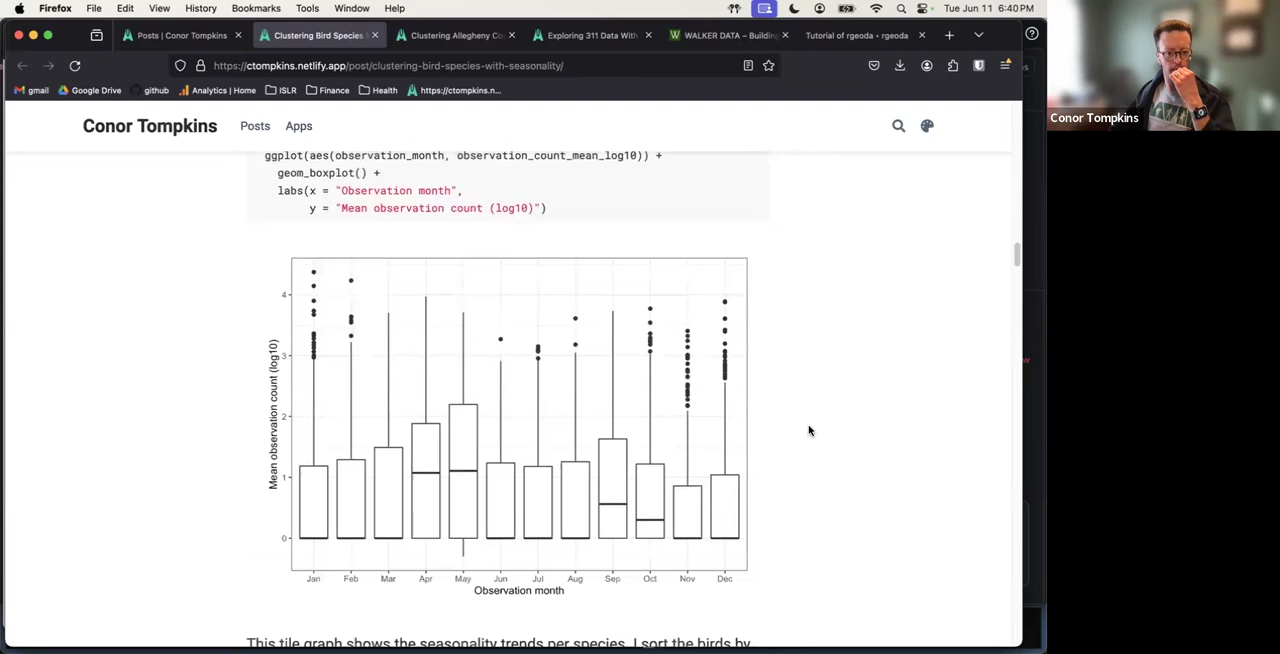 Firefox File Edit View History Bookmarks Tools Window Help Tue Jun 11 6:40 PM
Posts | Conor Tompkins Clustering Bird Species Clustering Allegheny Co Exploring 311 Data With WALKER DATA – Building Tutorial of rgeoda • rgeoda
https://ctompkins.netlify.app/post/clustering-bird-species-with-seasonality/
gmail Google Drive github Analytics | Home ISLR Finance Health https://ctompkins.n...
Conor Tompkins Posts Apps
Conor Tompkins
ggplot(aes(observation_month, observation_count_mean_log10)) +
geom_boxplot() +
labs(x = "Observation month",
y = "Mean observation count (log10)")
Mean observation count (log10)
4
3
2
1
0
Jan Feb Mar Apr May Jun Jul Aug Sep Oct Nov Dec
Observation month
This tile graph shows the seasonality trends per species. I sort the birds by